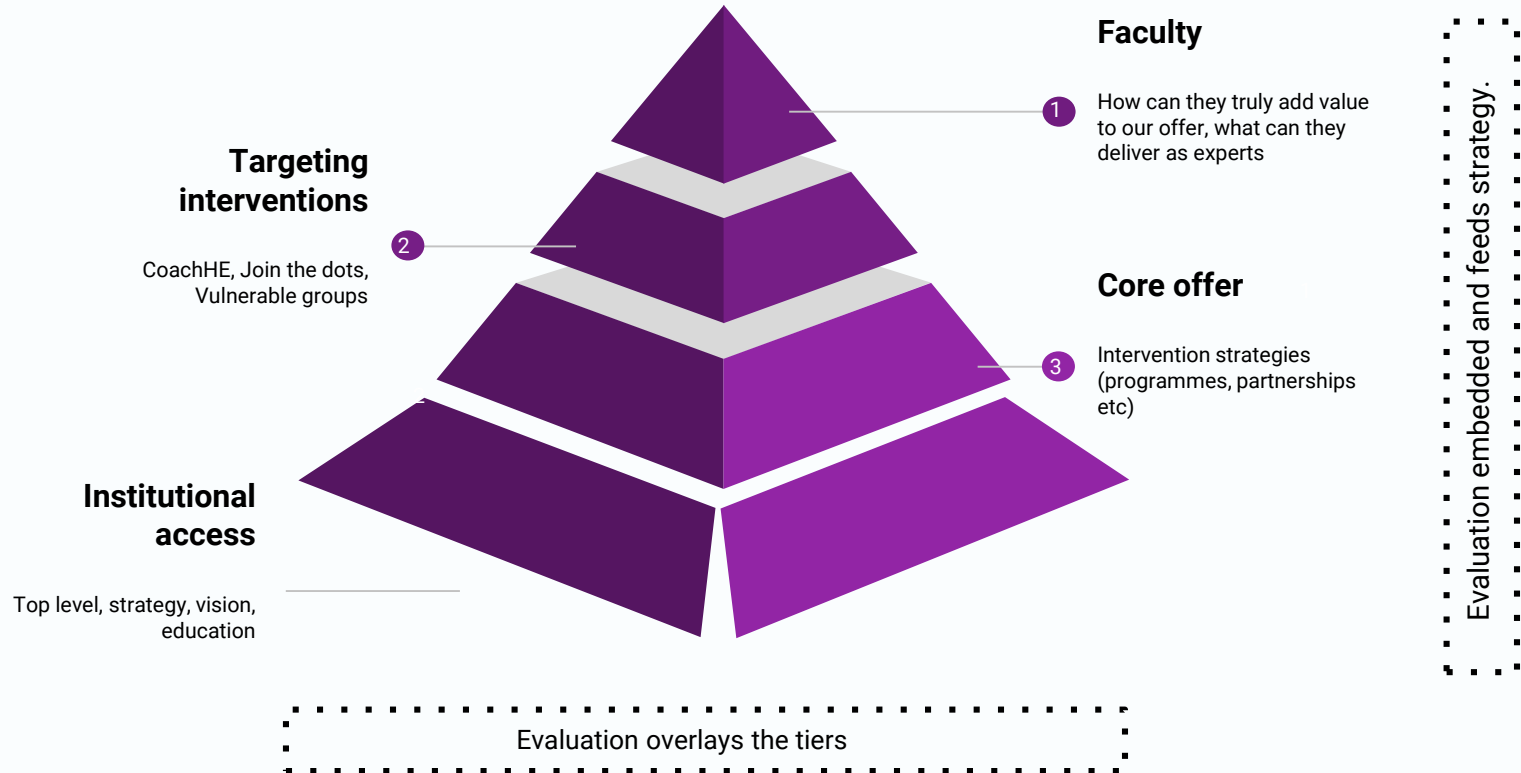 Faculty
1
How can they truly add value
to our offer, what can they
deliver as experts
Targeting
interventions
2
CoachHE, Join the dots,
Vulnerable groups
Core offer
3
Intervention strategies
(programmes, partnerships
etc)
Institutional
access
Top level, strategy, vision,
education
Evaluation overlays the tiers
Evaluation embedded and feeds strategy.